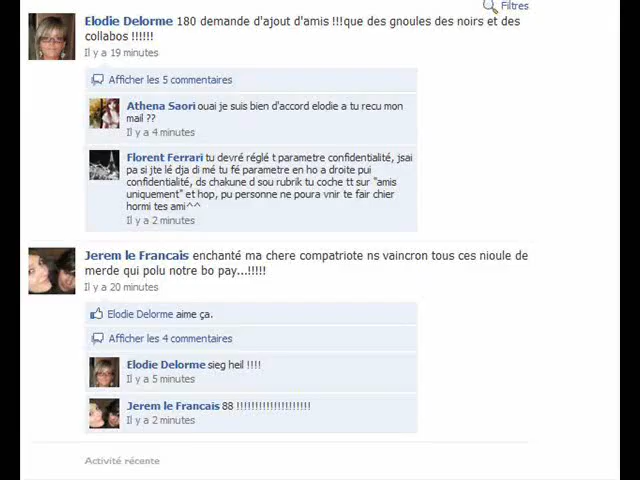 Filtres
Elodie Delorme 180 demande d'ajout d'amis !!!que des gnoules des noirs et des
collabos !!!!!!
Il y a 19 minutes
Afficher les 5 commentaires
Athena Saori ouai je suis bien d'accord elodie a tu recu mon
mail ??
Il y a 4 minutes
Florent Ferrari tu devré réglé t parametre confidentialité, jsai
pa si jte lé dja di mé tu fé parametre en ho a droite pui
confidentialité, ds chakune d sou rubrik tu coche tt sur "amis
uniquement" et hop, pu personne ne poura vnir te fair chier
hormi tes ami^^
Il y a 2 minutes
Jerem le Francais enchanté ma chere compatriote ns vaincron tous ces nioule de
merde qui polu notre bo pay...!!!!!
Il y a 20 minutes
Elodie Delorme aime ça.
Afficher les 4 commentaires
Elodie Delorme sieg heil !!!!
Il y a 5 minutes
Jerem le Francais 88 !!!!!!!!!!!!!!!!!!!!
Il y a 2 minutes
Activité récente